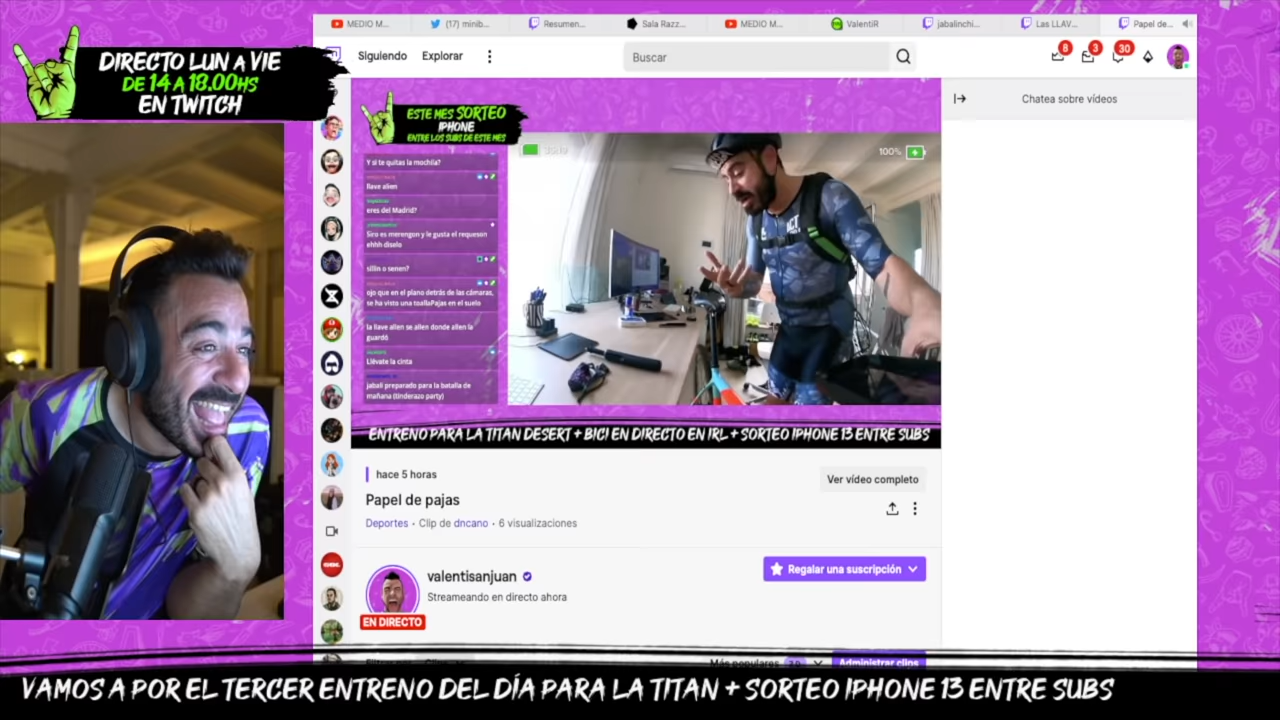 MEDIO M...
(17) minib...
Resumen...
Sala Razz...
MEDIO M...
ValentiR
jabalinchi...
Las LLAV...
Papel de...
DIRECTO LUN A VIE
DE 14 A 18.00HS
EN TWITCH
Siguiendo
Explorar
Buscar
8
3
30
Chatea sobre vídeos
ESTE MES SORTEO
IPHONE
ENTRE LOS SUBS DE ESTE MES
100%
Y si te quitas la mochila?
llave alien
eres del Madrid?
Siro es merengon y le gusta el requeson
ehhh diselo
sillin o senen?
ojo que en el plano detrás de las cámaras,
se ha visto una toallaPajas en el suelo
la llave alien se alien donde alien la
guardó
Llévate la cinta
jabali preparado para la batalla de
mañana (tinderazo party)
ENTRENO PARA LA TITAN DESERT + BICI EN DIRECTO EN IRL + SORTEO IPHONE 13 ENTRE SUBS
hace 5 horas
Ver vídeo completo
Papel de pajas
Deportes · Clip de dncano · 6 visualizaciones
valentisanjuan
Streameando en directo ahora
Regalar una suscripción
EN DIRECTO
Más populares
Administrar clips
VAMOS A POR EL TERCER ENTRENO DEL DÍA PARA LA TITAN + SORTEO IPHONE 13 ENTRE SUBS